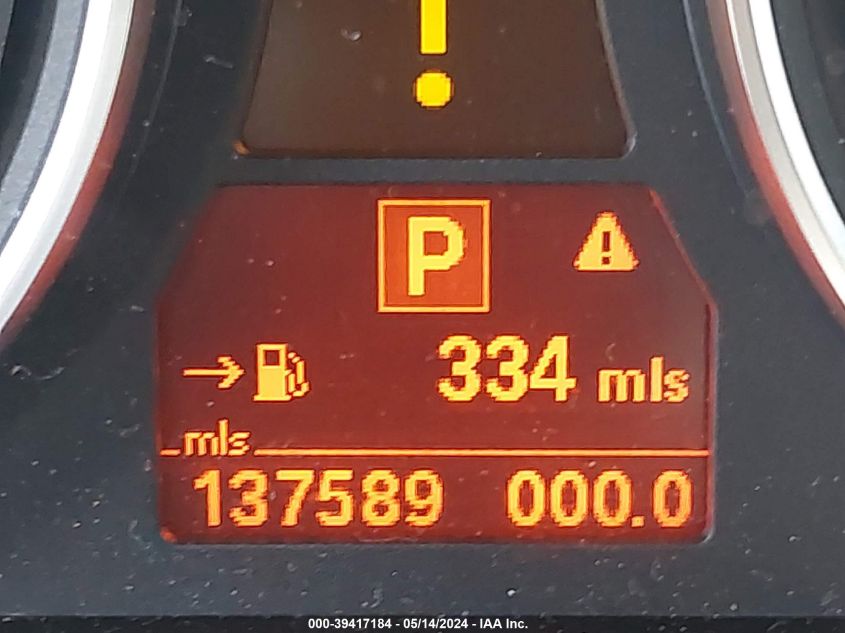 P
334 mls
mls
137589 000.0
000-39417184 - 05/14/2024 - IAA Inc.